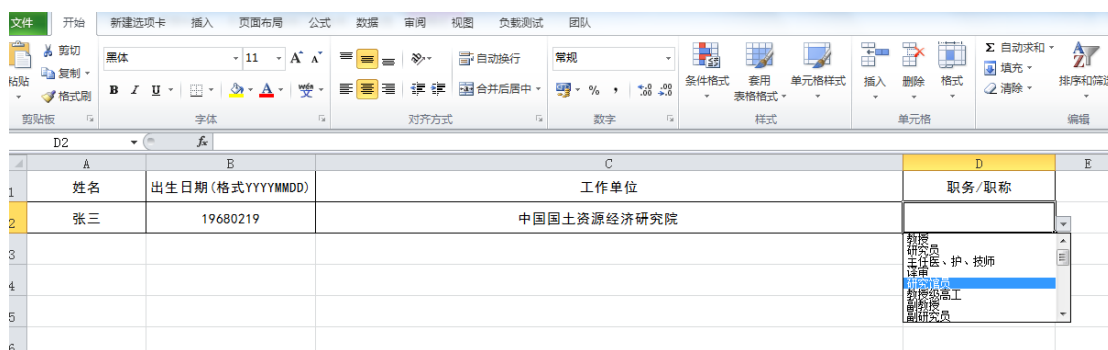 文件 开始 新建选项卡 插入 页面布局 公式 数据 审阅 视图 负载测试 团队
剪切 黑体 11 A A 自动换行 常规 Σ 自动求和
粘贴 复制 条件格式 套用 单元格样式 插入 删除 格式 填充 排序和筛选
格式刷 B I U A 合并后居中 % , 表格格式 清除
剪贴板 字体 对齐方式 数字 样式 单元格 编辑
D2 fx
A B C D E
1 姓名 出生日期(格式YYYYMMDD) 工作单位 职务/职称
2 张三 19680219 中国国土资源经济研究院
3 教授
研究员
主任医、护、技师
译审
4 研究馆员
教授级高工
副教授
5 副研究员
6